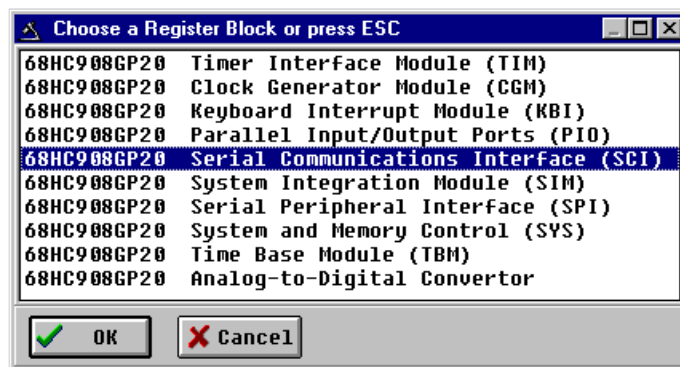 Choose a Register Block or press ESC
68HC908GP20 Timer Interface Module (TIM)
68HC908GP20 Clock Generator Module (CGM)
68HC908GP20 Keyboard Interrupt Module (KBI)
68HC908GP20 Parallel Input/Output Ports (PIO)
68HC908GP20 Serial Communications Interface (SCI)
68HC908GP20 System Integration Module (SIM)
68HC908GP20 Serial Peripheral Interface (SPI)
68HC908GP20 System and Memory Control (SYS)
68HC908GP20 Time Base Module (TBM)
68HC908GP20 Analog-to-Digital Convertor
OK
Cancel